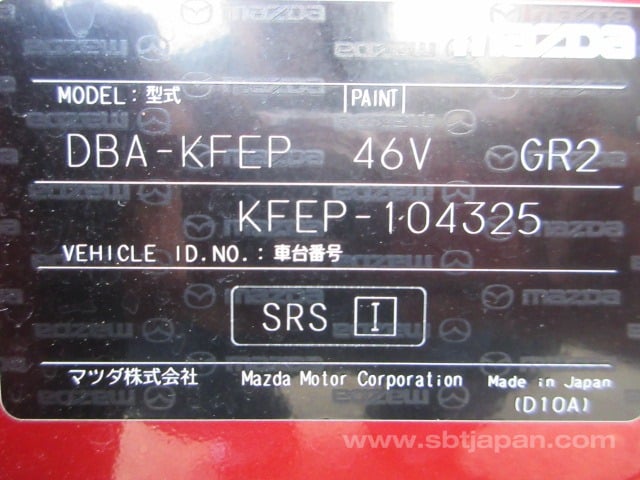 mazda
MODEL: 型式 PAINT
DBA-KFEP 46V GR2
KFEP-104325
VEHICLE ID.NO.: 車台番号
SRS I
マツダ株式会社 Mazda Motor Corporation Made in Japan
(D10A)
www.sbtjapan.com